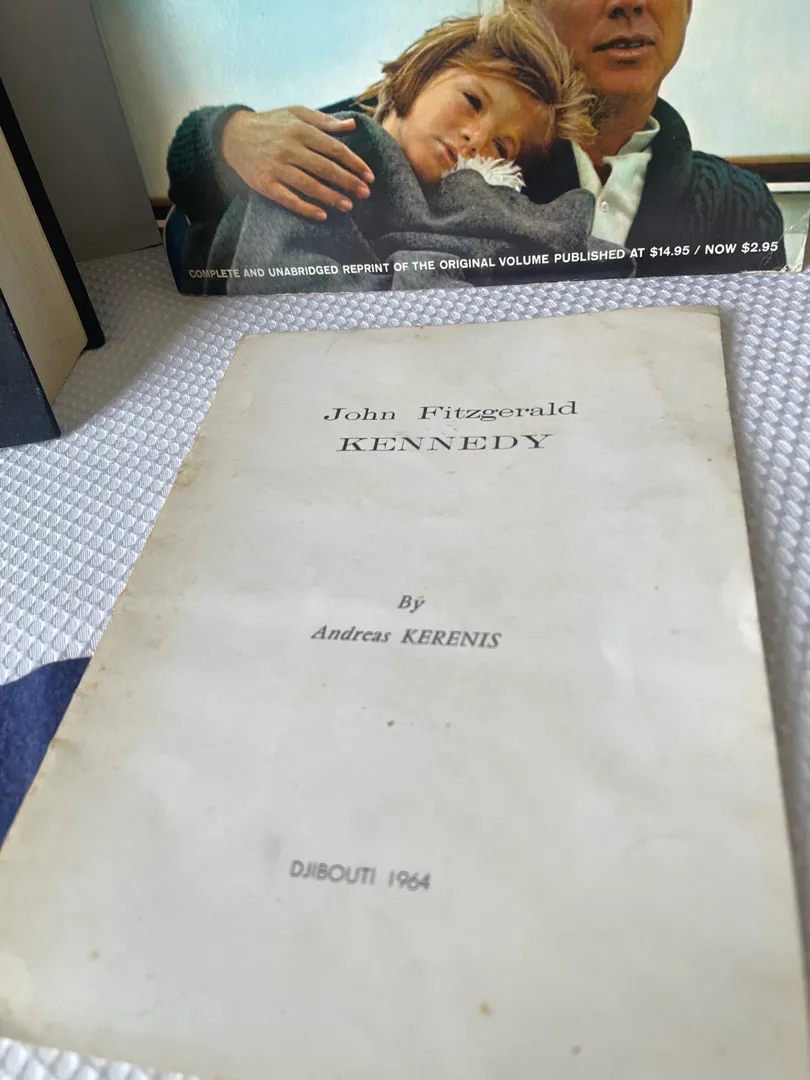 COMPLETE AND UNABRIDGED REPRINT OF THE ORIGINAL VOLUME PUBLISHED AT $14.95 / NOW $2.95
John Fitzgerald
KENNEDY
By
Andreas KERENIS
DJIBOUTI 1964